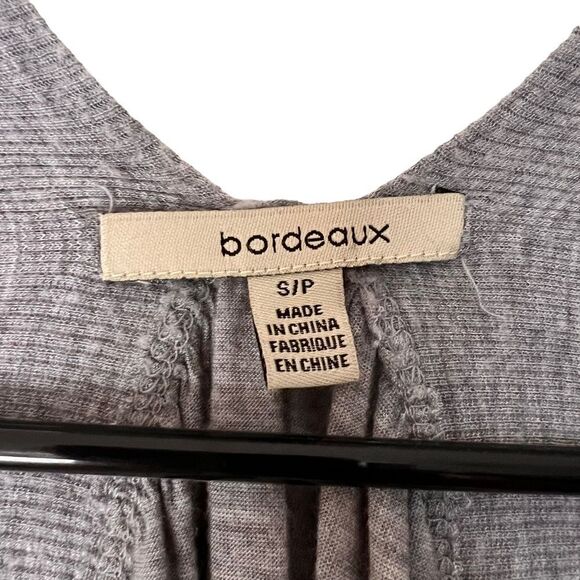 bordeaux
S/P
MADE
IN CHINA
FABRIQUE
EN CHINE